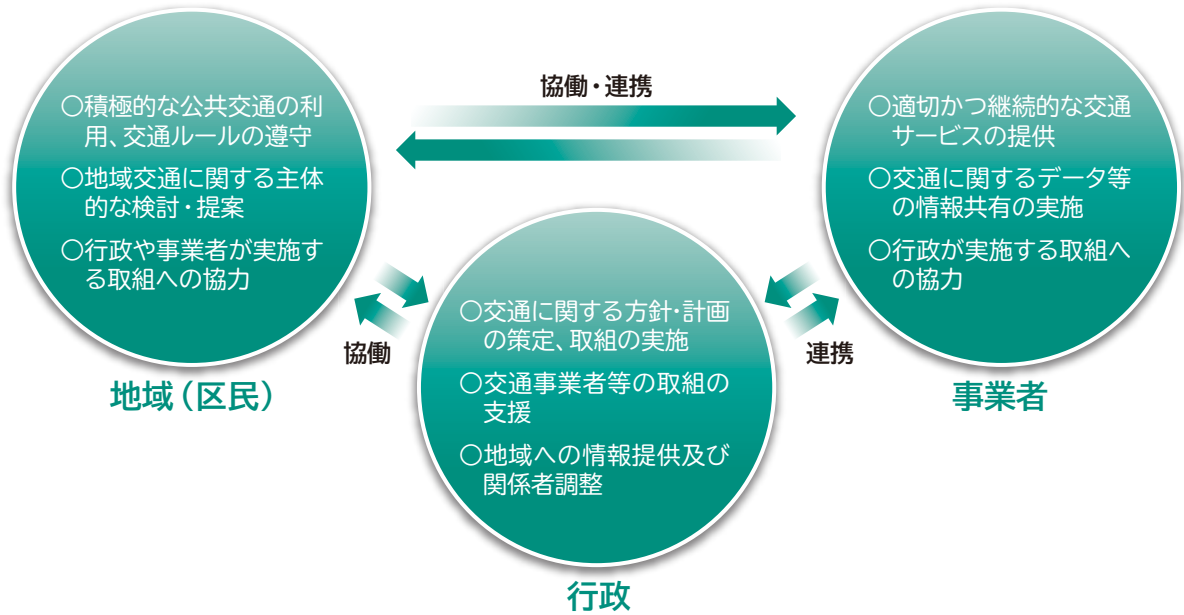 協働・連携
○積極的な公共交通の利
用、交通ルールの遵守
○地域交通に関する主体
的な検討・提案
○行政や事業者が実施す
る取組への協力
地域（区民）
○適切かつ継続的な交通
サービスの提供
○交通に関するデータ等
の情報共有の実施
○行政が実施する取組へ
の協力
事業者
協働
連携
○交通に関する方針・計画
の策定、取組の実施
○交通事業者等の取組の
支援
○地域への情報提供及び
関係者調整
行政